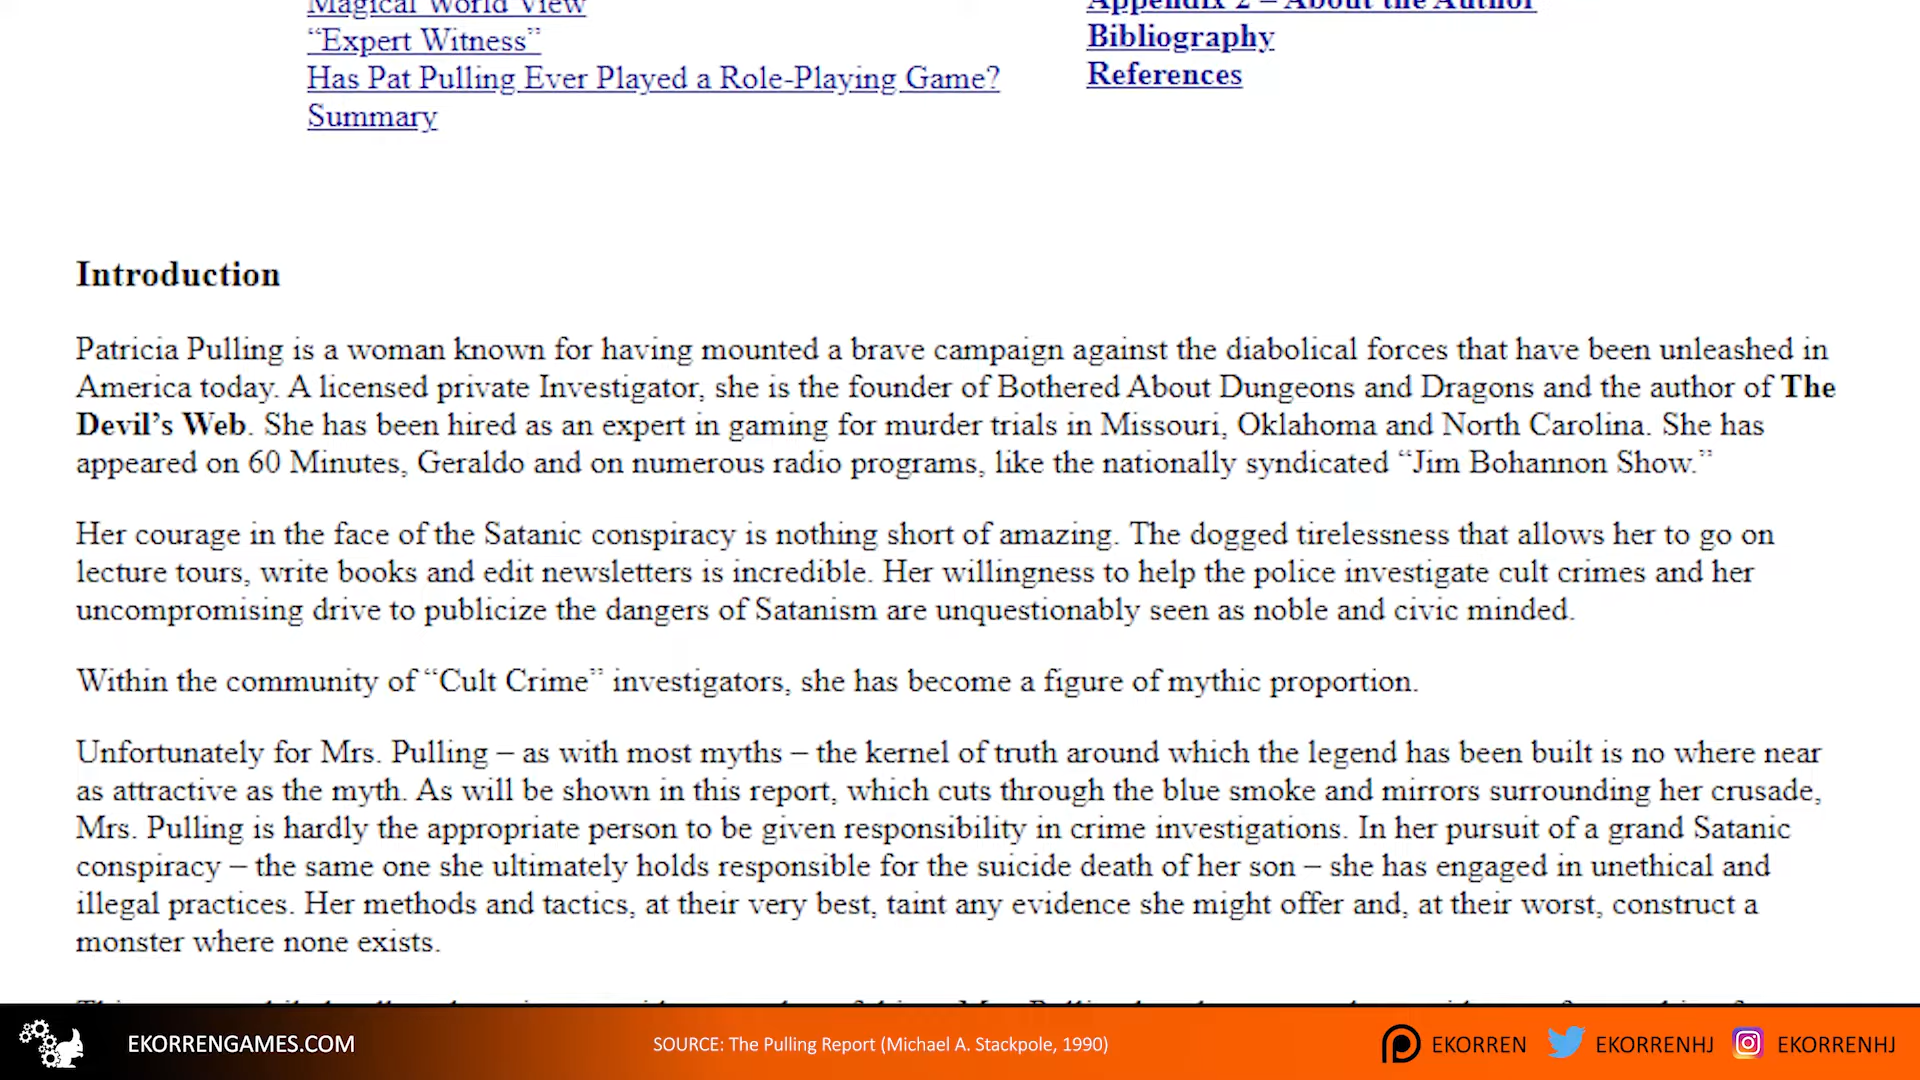 Magical World View
“Expert Witness”
Has Pat Pulling Ever Played a Role-Playing Game?
Summary
Appendix 2 – About the Author
Bibliography
References
Introduction
Patricia Pulling is a woman known for having mounted a brave campaign against the diabolical forces that have been unleashed in
America today. A licensed private Investigator, she is the founder of Bothered About Dungeons and Dragons and the author of The
Devil’s Web. She has been hired as an expert in gaming for murder trials in Missouri, Oklahoma and North Carolina. She has
appeared on 60 Minutes, Geraldo and on numerous radio programs, like the nationally syndicated “Jim Bohannon Show.”
Her courage in the face of the Satanic conspiracy is nothing short of amazing. The dogged tirelessness that allows her to go on
lecture tours, write books and edit newsletters is incredible. Her willingness to help the police investigate cult crimes and her
uncompromising drive to publicize the dangers of Satanism are unquestionably seen as noble and civic minded.
Within the community of “Cult Crime” investigators, she has become a figure of mythic proportion.
Unfortunately for Mrs. Pulling – as with most myths – the kernel of truth around which the legend has been built is no where near
as attractive as the myth. As will be shown in this report, which cuts through the blue smoke and mirrors surrounding her crusade,
Mrs. Pulling is hardly the appropriate person to be given responsibility in crime investigations. In her pursuit of a grand Satanic
conspiracy – the same one she ultimately holds responsible for the suicide death of her son – she has engaged in unethical and
illegal practices. Her methods and tactics, at their very best, taint any evidence she might offer and, at their worst, construct a
monster where none exists.
EKORRENGAMES.COM
SOURCE: The Pulling Report (Michael A. Stackpole, 1990)
EKORREN
EKORRENHJ
EKORRENHJ